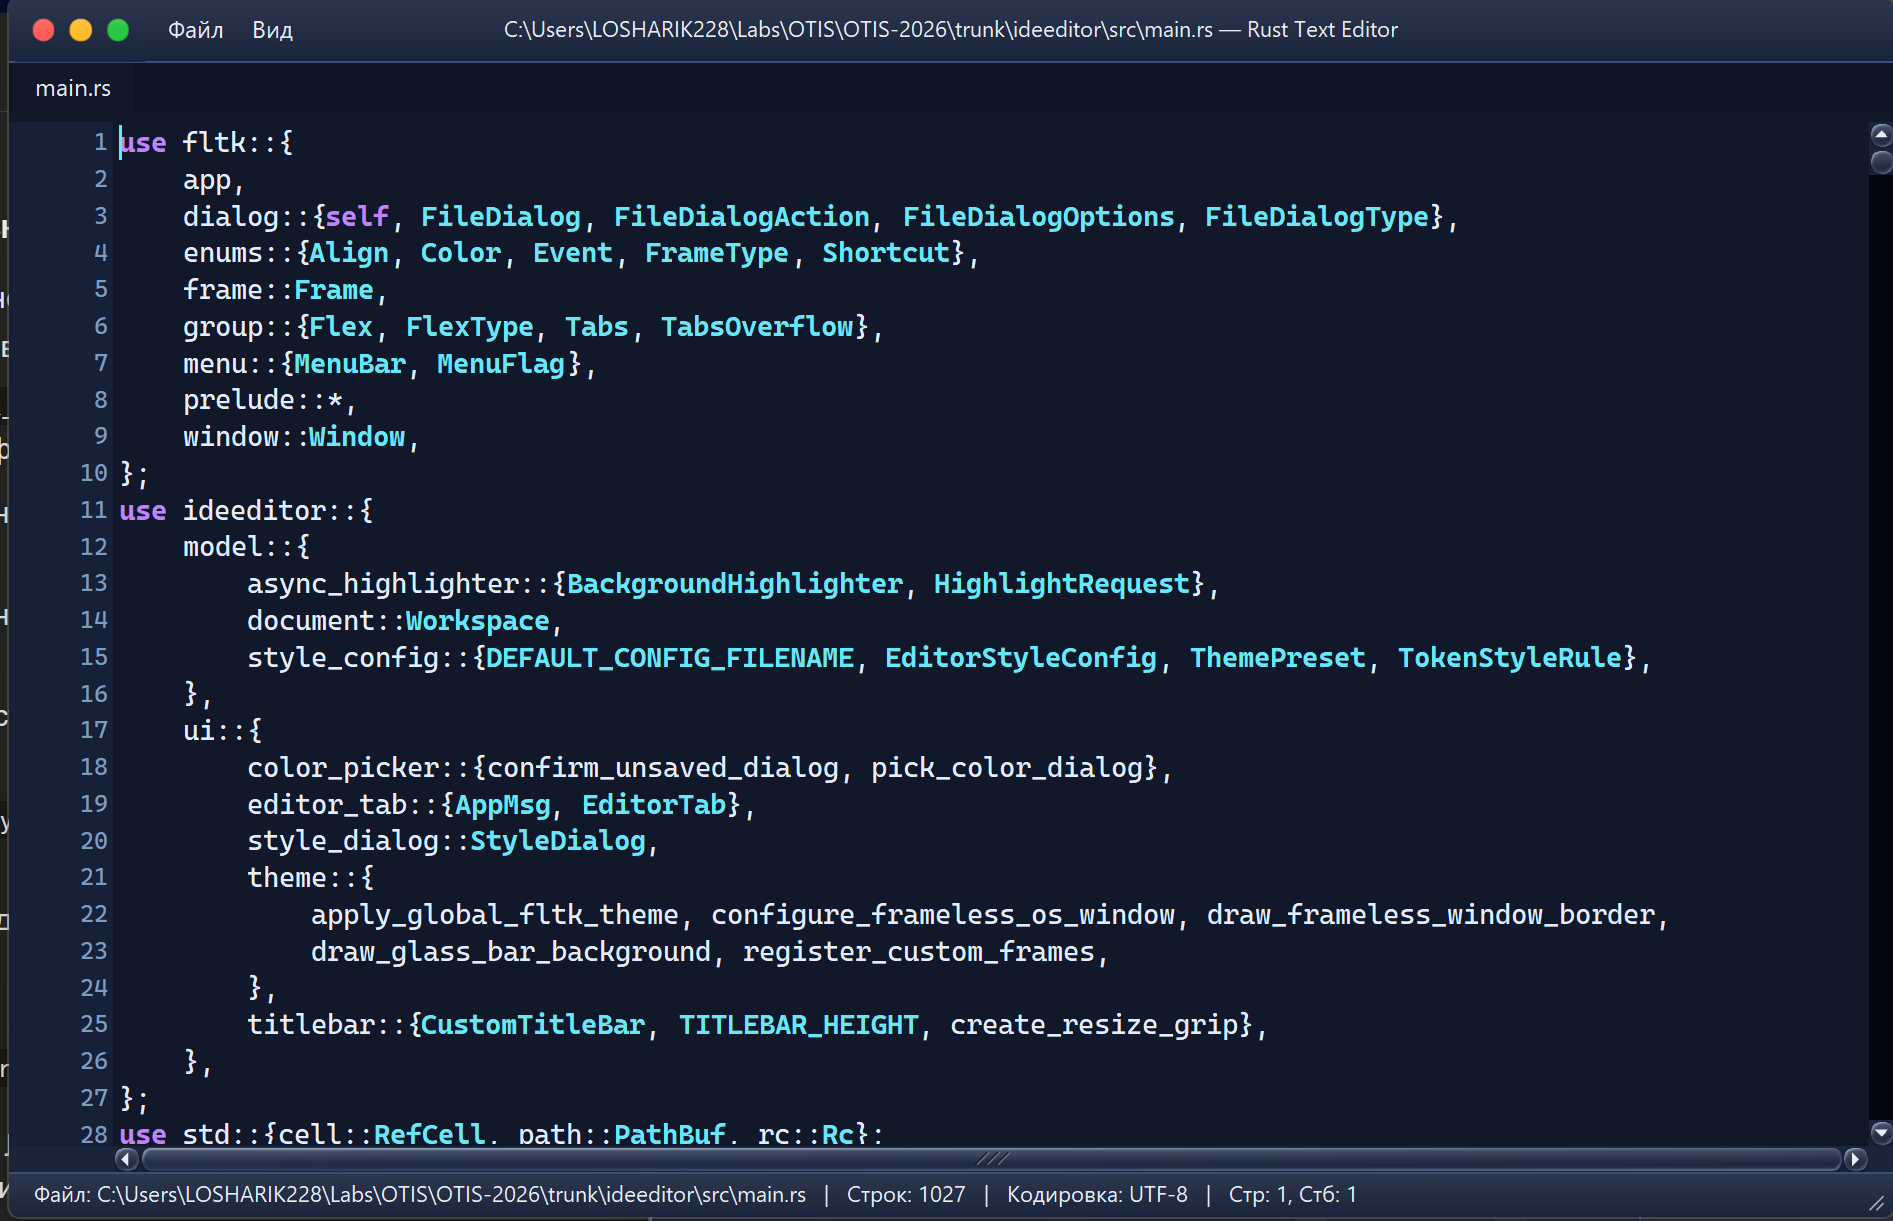 Файл Вид C:\Users\LOSHARIK228\Labs\OTIS\OTIS-2026\trunk\ideeditor\src\main.rs — Rust Text Editor
main.rs
1 use fltk::{
2     app,
3     dialog::{self, FileDialog, FileDialogAction, FileDialogOptions, FileDialogType},
4     enums::{Align, Color, Event, FrameType, Shortcut},
5     frame::Frame,
6     group::{Flex, FlexType, Tabs, TabsOverflow},
7     menu::{MenuBar, MenuFlag},
8     prelude::*,
9     window::Window,
10 };
11 use ideeditor::{
12     model::{
13         async_highlighter::{BackgroundHighlighter, HighlightRequest},
14         document::Workspace,
15         style_config::{DEFAULT_CONFIG_FILENAME, EditorStyleConfig, ThemePreset, TokenStyleRule},
16     },
17     ui::{
18         color_picker::{confirm_unsaved_dialog, pick_color_dialog},
19         editor_tab::{AppMsg, EditorTab},
20         style_dialog::StyleDialog,
21         theme::{
22             apply_global_fltk_theme, configure_frameless_os_window, draw_frameless_window_border,
23             draw_glass_bar_background, register_custom_frames,
24         },
25         titlebar::{CustomTitleBar, TITLEBAR_HEIGHT, create_resize_grip},
26     },
27 };
28 use std::{cell::RefCell, path::PathBuf, rc::Rc};
Файл: C:\Users\LOSHARIK228\Labs\OTIS\OTIS-2026\trunk\ideeditor\src\main.rs | Строк: 1027 | Кодировка: UTF-8 | Стр: 1, Стб: 1